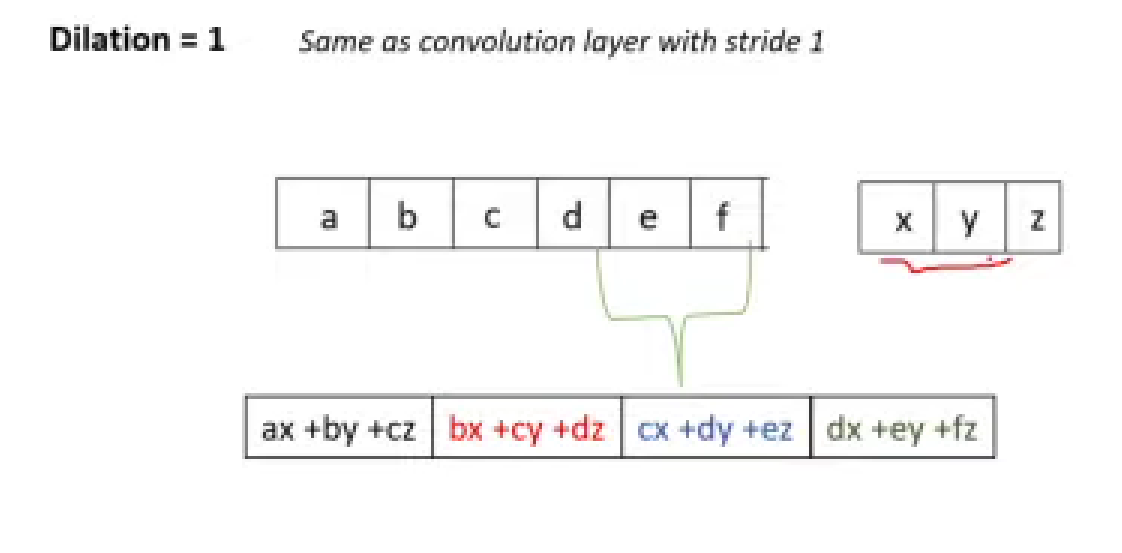 Dilation = 1 Same as convolution layer with stride 1
a b c d e f x y z
ax +by +cz bx +cy +dz cx +dy +ez dx +ey +fz